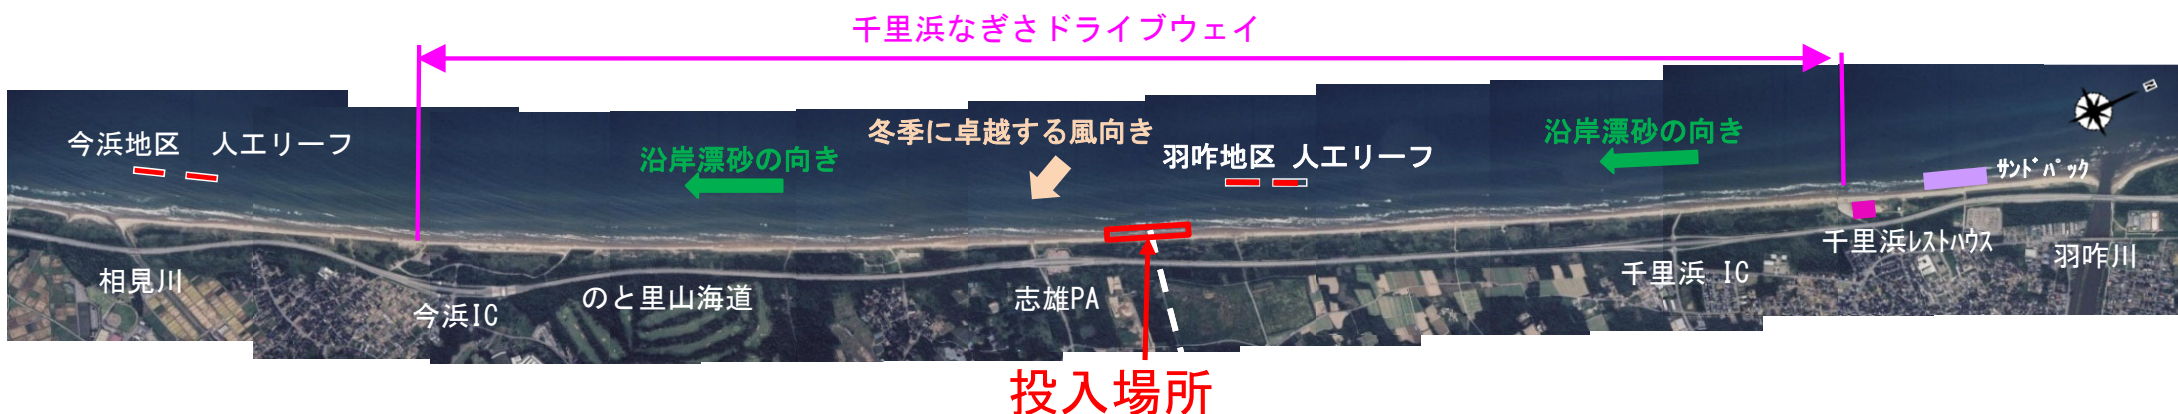 千里浜なぎさドライブウェイ
今浜地区　人工リーフ
沿岸漂砂の向き
冬季に卓越する風向き
羽咋地区 人工リーフ
沿岸漂砂の向き
サンドパック
N
相見川
今浜IC
のと里山海道
志雄PA
千里浜 IC
千里浜レストハウス
羽咋川
投入場所